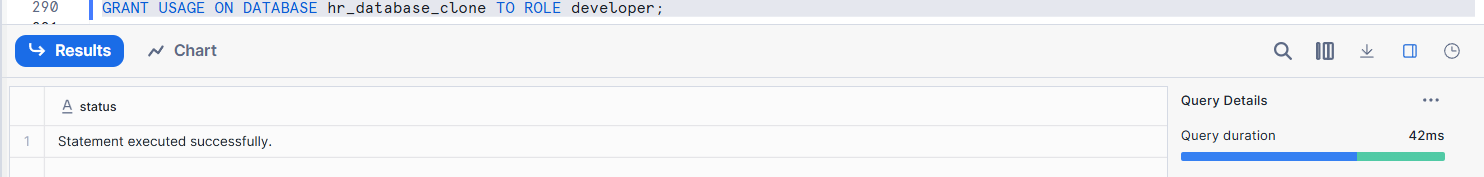 290 GRANT USAGE ON DATABASE hr_database_clone TO ROLE developer;
Results Chart
status
Query Details
1 Statement executed successfully.
Query duration 42ms